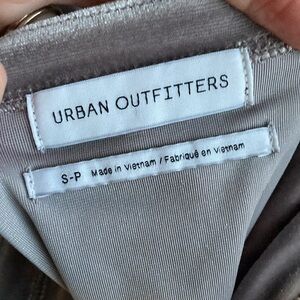 URBAN OUTFITTERS
S-P Made in Vietnam / Fabriqué en Vietnam